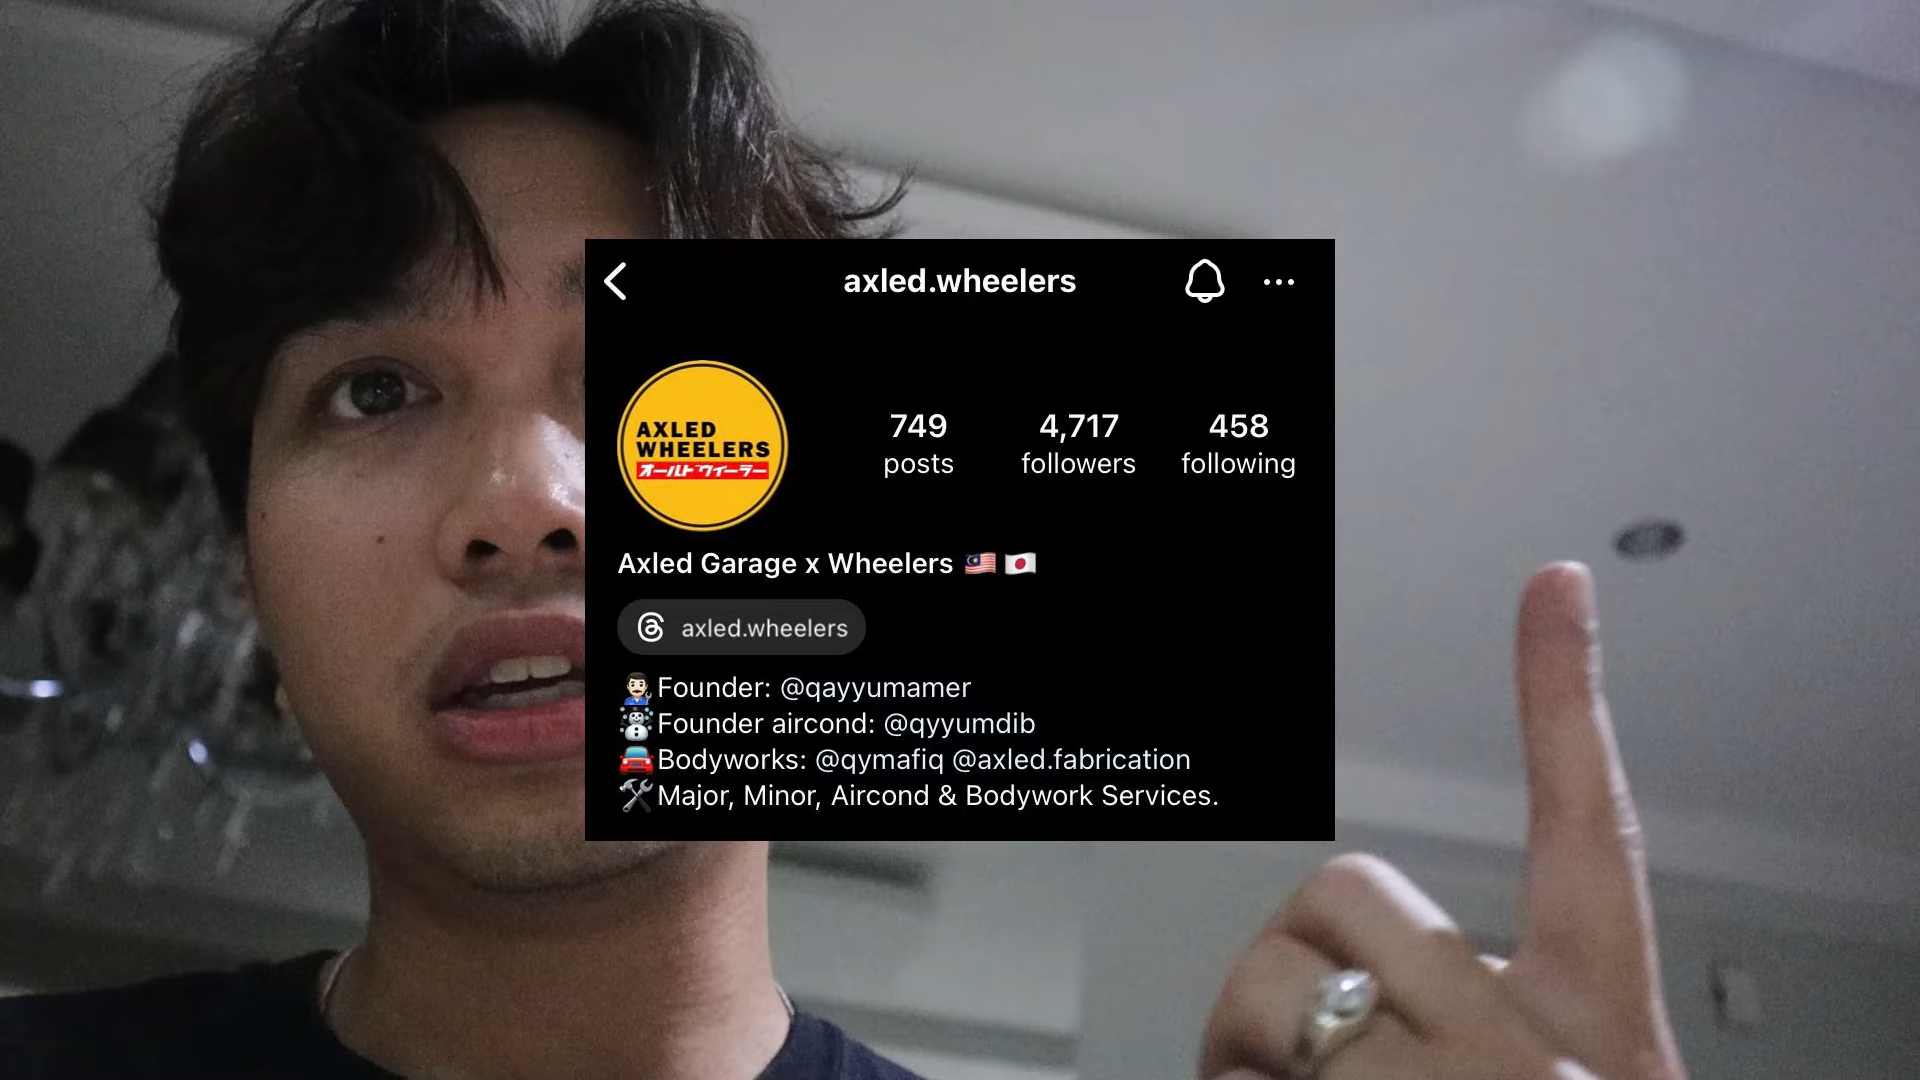 axled.wheelers
AXLED
WHEELERS
オールドウィーラー
749
posts
4,717
followers
458
following
Axled Garage x Wheelers 🇲🇾 🇯🇵
axled.wheelers
👨🏻‍🔧Founder: @qayyumamer
☃️Founder aircond: @qyyumdib
🚘Bodyworks: @qymafiq @axled.fabrication
🛠️Major, Minor, Aircond & Bodywork Services.